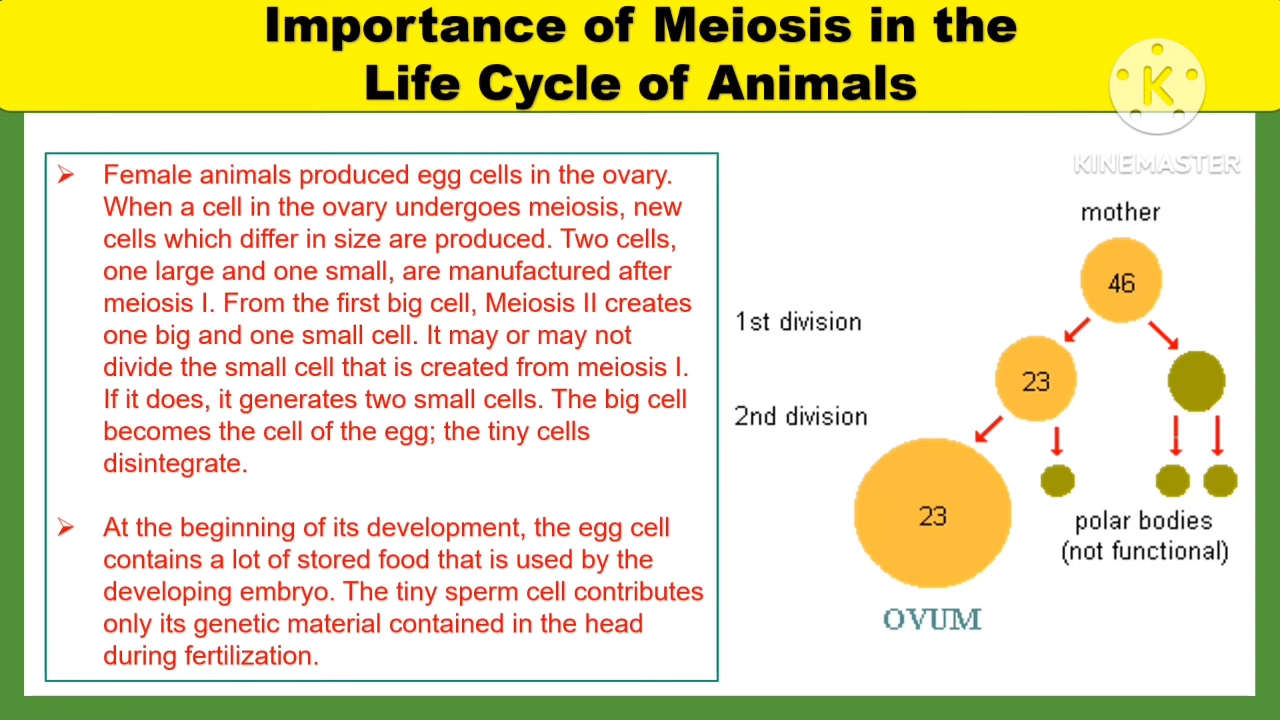 Importance of Meiosis in the
Life Cycle of Animals
K
KINEMASTER
➢ Female animals produced egg cells in the ovary.
When a cell in the ovary undergoes meiosis, new
cells which differ in size are produced. Two cells,
one large and one small, are manufactured after
meiosis I. From the first big cell, Meiosis II creates
one big and one small cell. It may or may not
divide the small cell that is created from meiosis I.
If it does, it generates two small cells. The big cell
becomes the cell of the egg; the tiny cells
disintegrate.
➢ At the beginning of its development, the egg cell
contains a lot of stored food that is used by the
developing embryo. The tiny sperm cell contributes
only its genetic material contained in the head
during fertilization.
mother
46
1st division
23
2nd division
23
polar bodies
(not functional)
OVUM